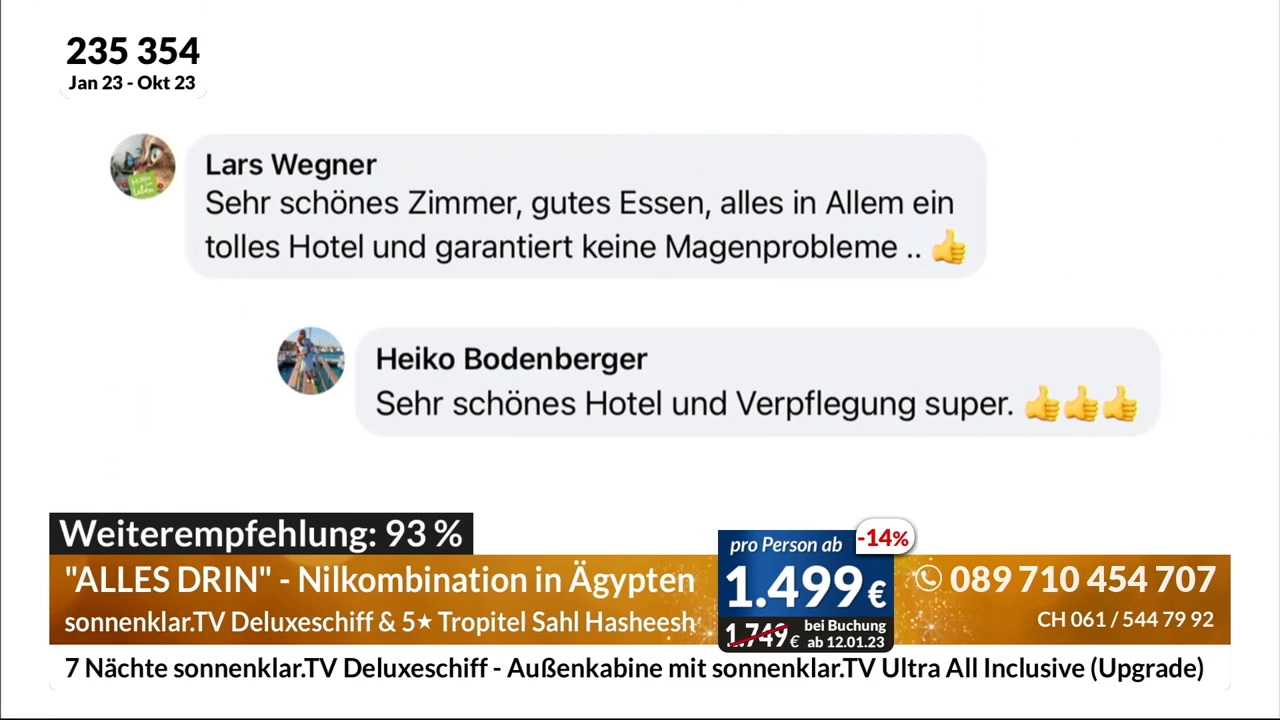 235 354
Jan 23 - Okt 23
Lars Wegner
Sehr schönes Zimmer, gutes Essen, alles in Allem ein
tolles Hotel und garantiert keine Magenprobleme .. 👍
Heiko Bodenberger
Sehr schönes Hotel und Verpflegung super. 👍👍👍
Weiterempfehlung: 93 %
"ALLES DRIN" - Nilkombination in Ägypten
sonnenklar.TV Deluxeschiff & 5★ Tropitel Sahl Hasheesh
pro Person ab
-14%
1.499 €
1.749 €
bei Buchung
ab 12.01.23
089 710 454 707
CH 061 / 544 79 92
7 Nächte sonnenklar.TV Deluxeschiff - Außenkabine mit sonnenklar.TV Ultra All Inclusive (Upgrade)